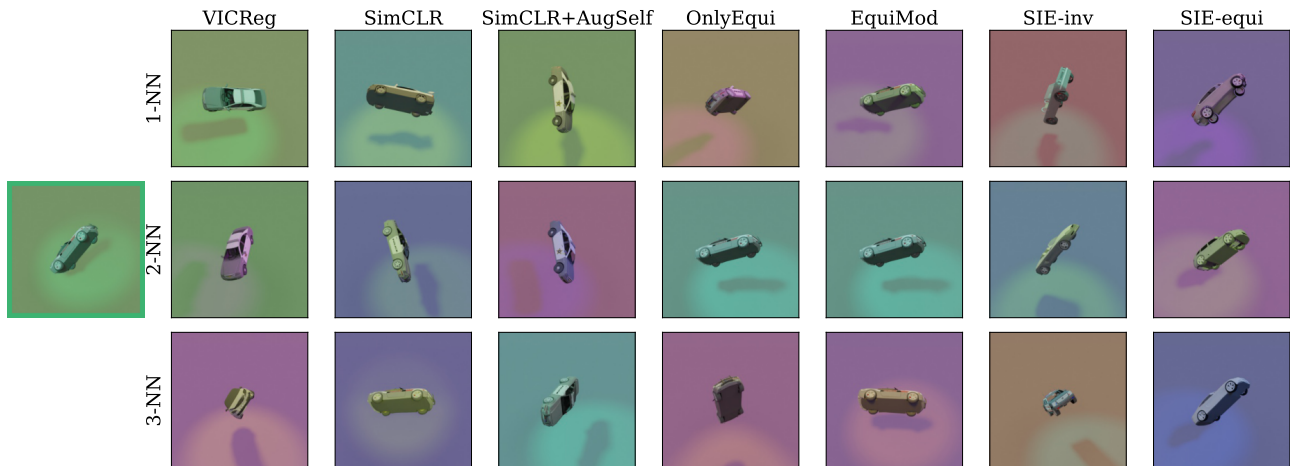 VICReg SimCLR SimCLR+AugSelf OnlyEqui EquiMod SIE-inv SIE-equi
1-NN
2-NN
3-NN